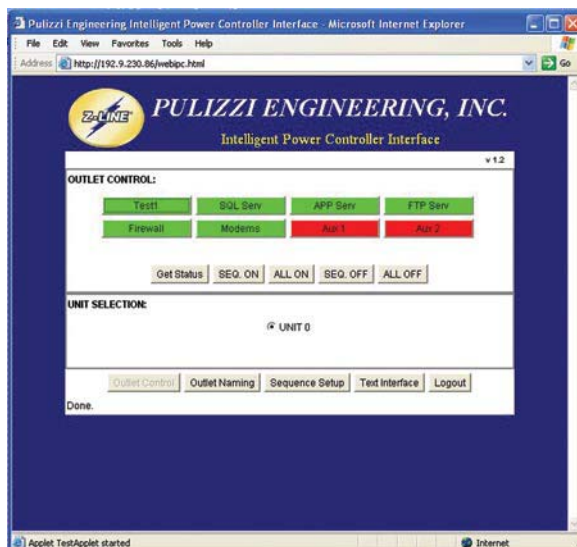 Pulizzi Engineering Intelligent Power Controller Interface - Microsoft Internet Explorer
File Edit View Favorites Tools Help
Address http://192.9.230.86/webipc.html Go
Z-LINE
PULIZZI ENGINEERING, INC.
Intelligent Power Controller Interface
v 1.2
OUTLET CONTROL:
Test1 SQL Serv APP Serv FTP Serv
Firewall Modems Aux 1 Aux 2
Get Status SEQ. ON ALL ON SEQ. OFF ALL OFF
UNIT SELECTION:
UNIT 0
Outlet Control Outlet Naming Sequence Setup Text Interface Logout
Done.
Applet TestApplet started Internet